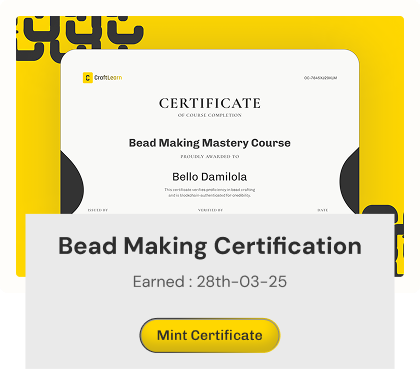 C CraftLearn
CERTIFICATE
OF COURSE COMPLETION
Bead Making Mastery Course
PROUDLY AWARDED TO
Bello Damilola
This certificate verifies proficiency in bead crafting
and is blockchain-authenticated for credibility.
ISSUED BY
VERIFIED BY
DATE
Bead Making Certification
Earned : 28th-03-25
Mint Certificate